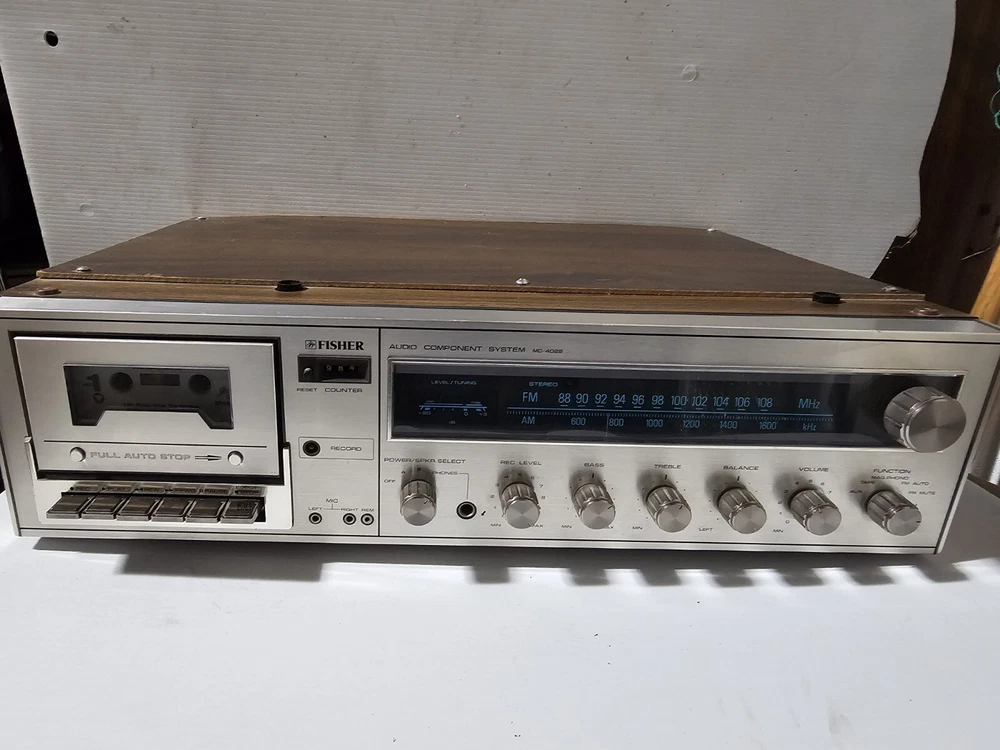 FISHER
AUDIO COMPONENT SYSTEM MC-4022
RESET COUNTER
LEVEL/TUNING
STEREO
FM 88 90 92 94 96 98 100 102 104 106 108 MHz
AM 600 800 1000 1200 1400 1600 kHz
FULL AUTO STOP
RECORD
MIC
LEFT RIGHT REM
POWER/SPKR SELECT
OFF A
PHONES
REC LEVEL
MIN MAX
BASS
MIN
TREBLE
MIN
BALANCE
LEFT
VOLUME
MIN
FUNCTION
MAG.PHONO
TAPE FM AUTO
AUX FM MUTE